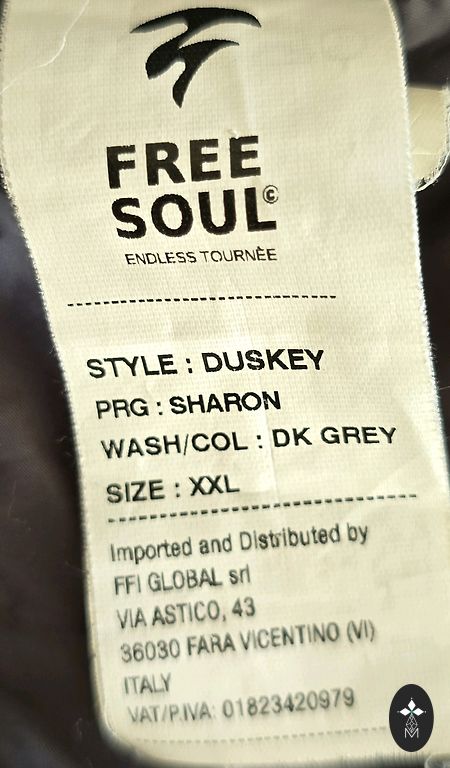 FREE
SOUL©
ENDLESS TOURNÈE
STYLE : DUSKEY
PRG : SHARON
WASH/COL : DK GREY
SIZE : XXL
Imported and Distributed by
FFI GLOBAL srl
VIA ASTICO, 43
36030 FARA VICENTINO (VI)
ITALY
VAT/P.IVA: 01823420979